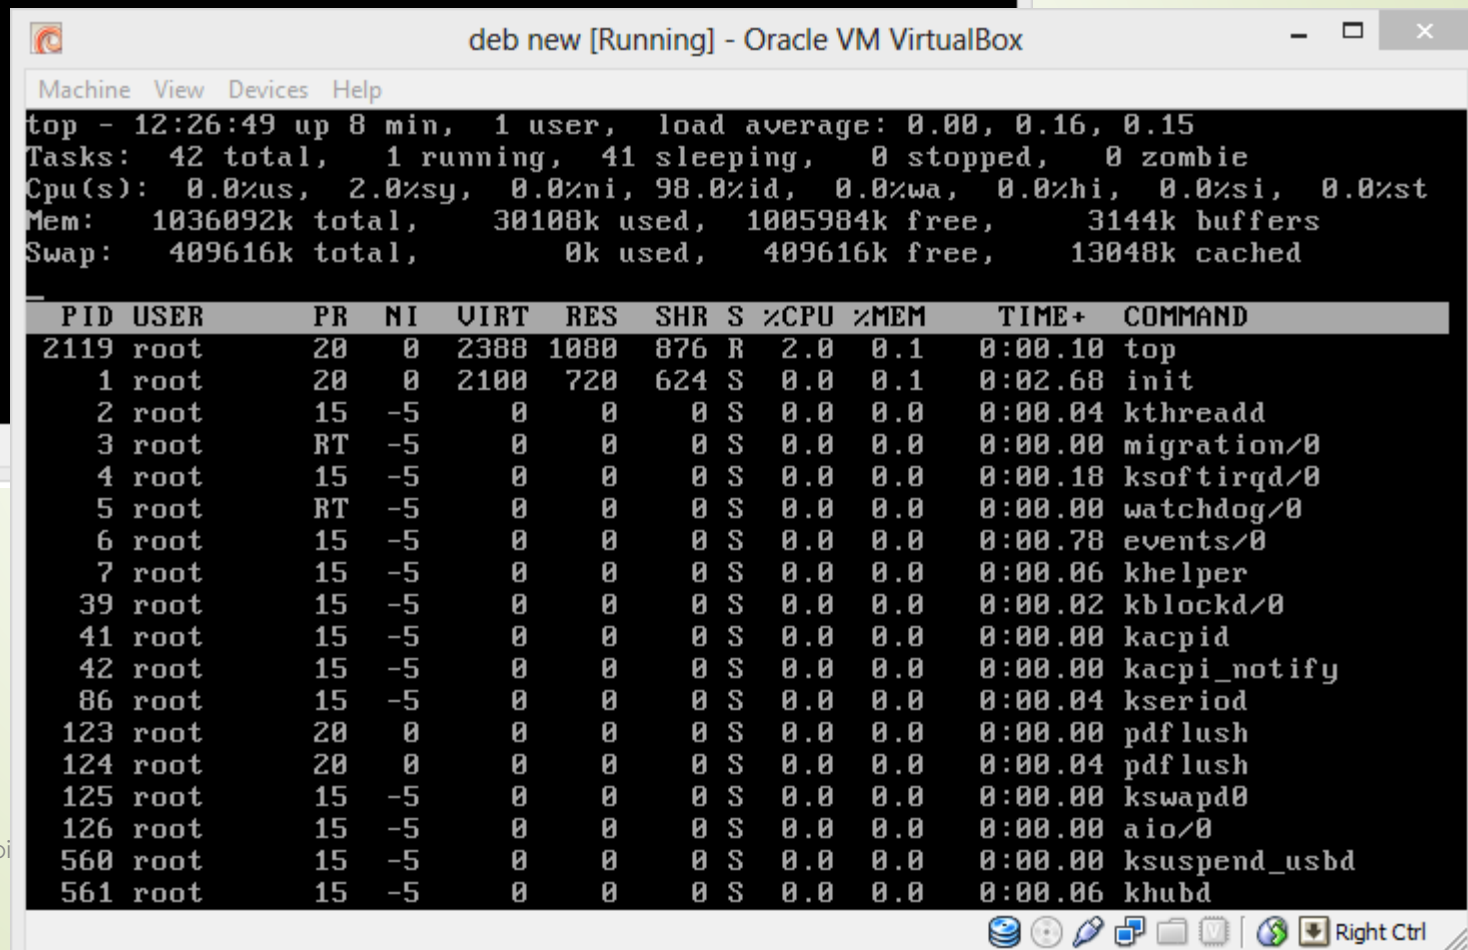 deb new [Running] - Oracle VM VirtualBox
Machine View Devices Help
top - 12:26:49 up 8 min,  1 user,  load average: 0.00, 0.16, 0.15
Tasks:  42 total,   1 running,  41 sleeping,   0 stopped,   0 zombie
Cpu(s):  0.0%us,  2.0%sy,  0.0%ni, 98.0%id,  0.0%wa,  0.0%hi,  0.0%si,  0.0%st
Mem:   1036092k total,    30108k used,  1005984k free,     3144k buffers
Swap:   409616k total,        0k used,   409616k free,    13048k cached
PID USER      PR  NI  VIRT  RES  SHR S %CPU %MEM    TIME+  COMMAND
2119 root      20   0  2388 1080  876 R  2.0  0.1   0:00.10 top
1 root      20   0  2100  720  624 S  0.0  0.1   0:02.68 init
2 root      15  -5     0    0    0 S  0.0  0.0   0:00.04 kthreadd
3 root      RT  -5     0    0    0 S  0.0  0.0   0:00.00 migration/0
4 root      15  -5     0    0    0 S  0.0  0.0   0:00.18 ksoftirqd/0
5 root      RT  -5     0    0    0 S  0.0  0.0   0:00.00 watchdog/0
6 root      15  -5     0    0    0 S  0.0  0.0   0:00.78 events/0
7 root      15  -5     0    0    0 S  0.0  0.0   0:00.06 khelper
39 root      15  -5     0    0    0 S  0.0  0.0   0:00.02 kblockd/0
41 root      15  -5     0    0    0 S  0.0  0.0   0:00.00 kacpid
42 root      15  -5     0    0    0 S  0.0  0.0   0:00.00 kacpi_notify
86 root      15  -5     0    0    0 S  0.0  0.0   0:00.04 kseriod
123 root      20   0     0    0    0 S  0.0  0.0   0:00.00 pdflush
124 root      20   0     0    0    0 S  0.0  0.0   0:00.04 pdflush
125 root      15  -5     0    0    0 S  0.0  0.0   0:00.00 kswapd0
126 root      15  -5     0    0    0 S  0.0  0.0   0:00.00 aio/0
560 root      15  -5     0    0    0 S  0.0  0.0   0:00.00 ksuspend_usbd
561 root      15  -5     0    0    0 S  0.0  0.0   0:00.06 khubd
Right Ctrl